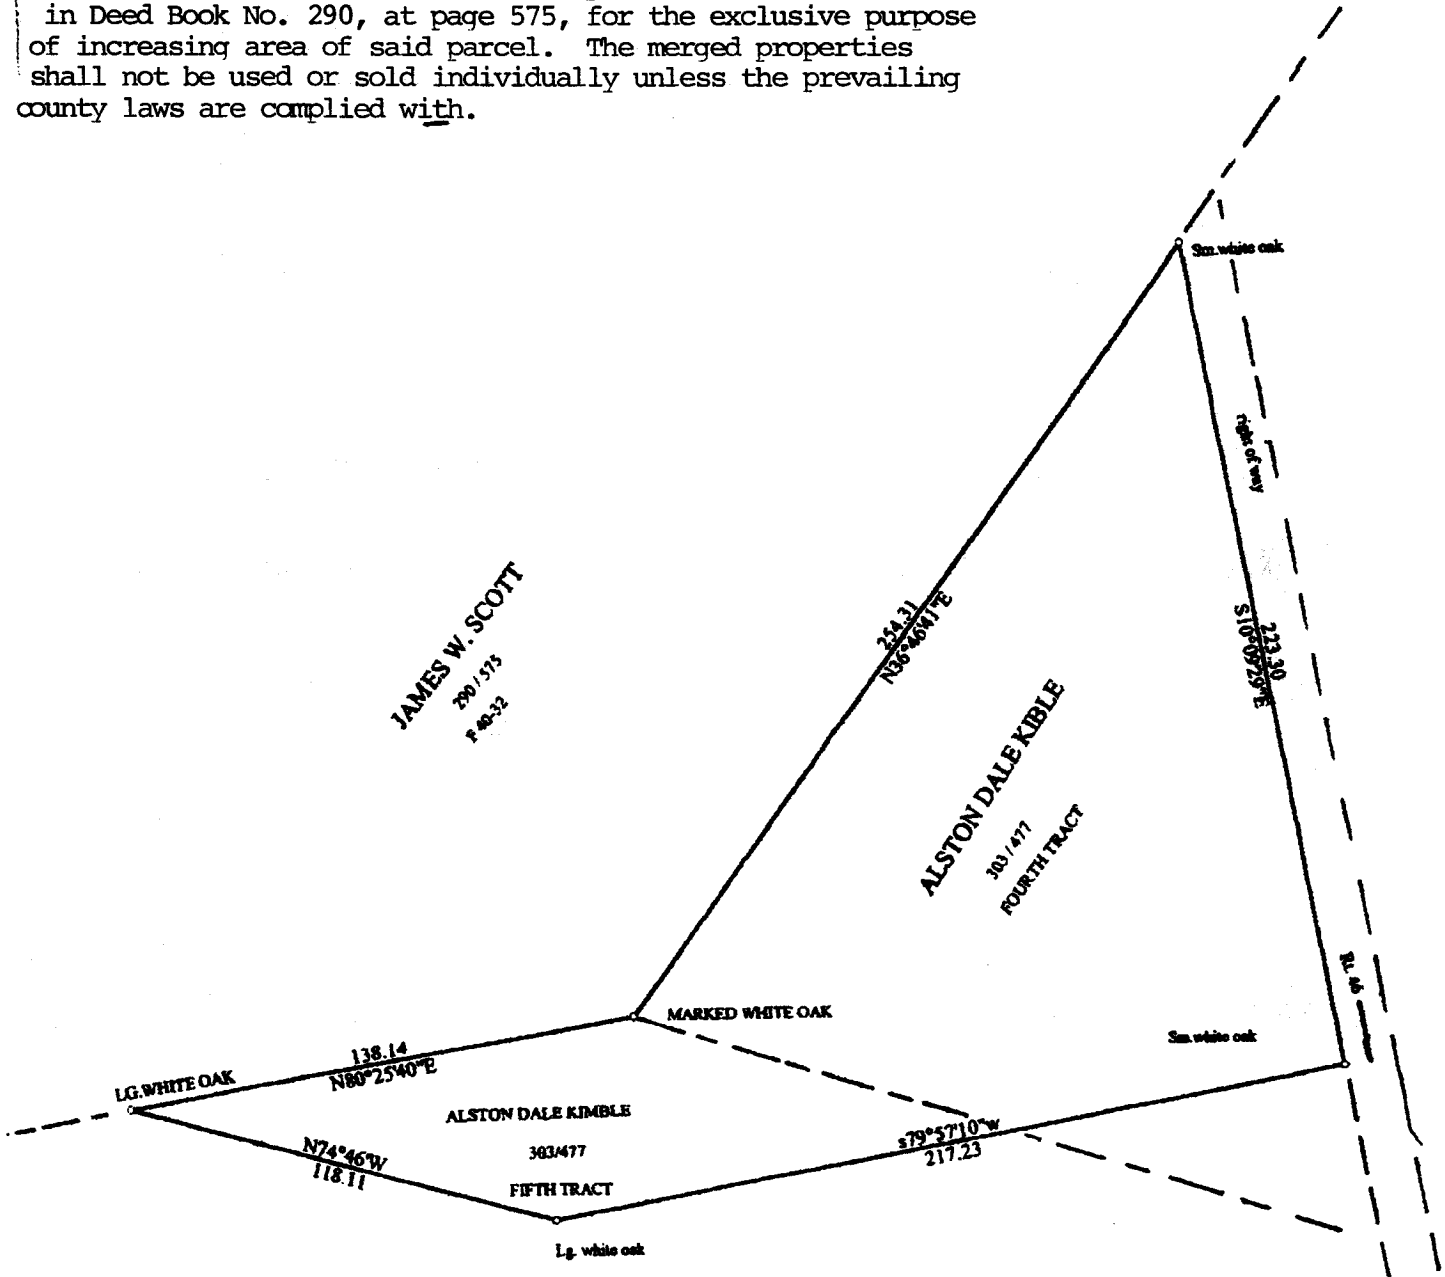 in Deed Book No. 290, at page 575, for the exclusive purpose
of increasing area of said parcel. The merged properties
shall not be used or sold individually unless the prevailing
county laws are complied with.
Sm.white oak
right of way
JAMES W. SCOTT
290 / 575
F 40-32
254.31
N36°46'41"E
223.30
S10°09'29"E
ALSTON DALE KIBLE
303 / 477
FOURTH TRACT
Rt. 46
MARKED WHITE OAK
Sm.white oak
138.14
N80°25'40"E
LG.WHITE OAK
ALSTON DALE KIMBLE
303/477
FIFTH TRACT
N74°46'W
118.11
s79°57'10"w
217.23
Lg. white oak